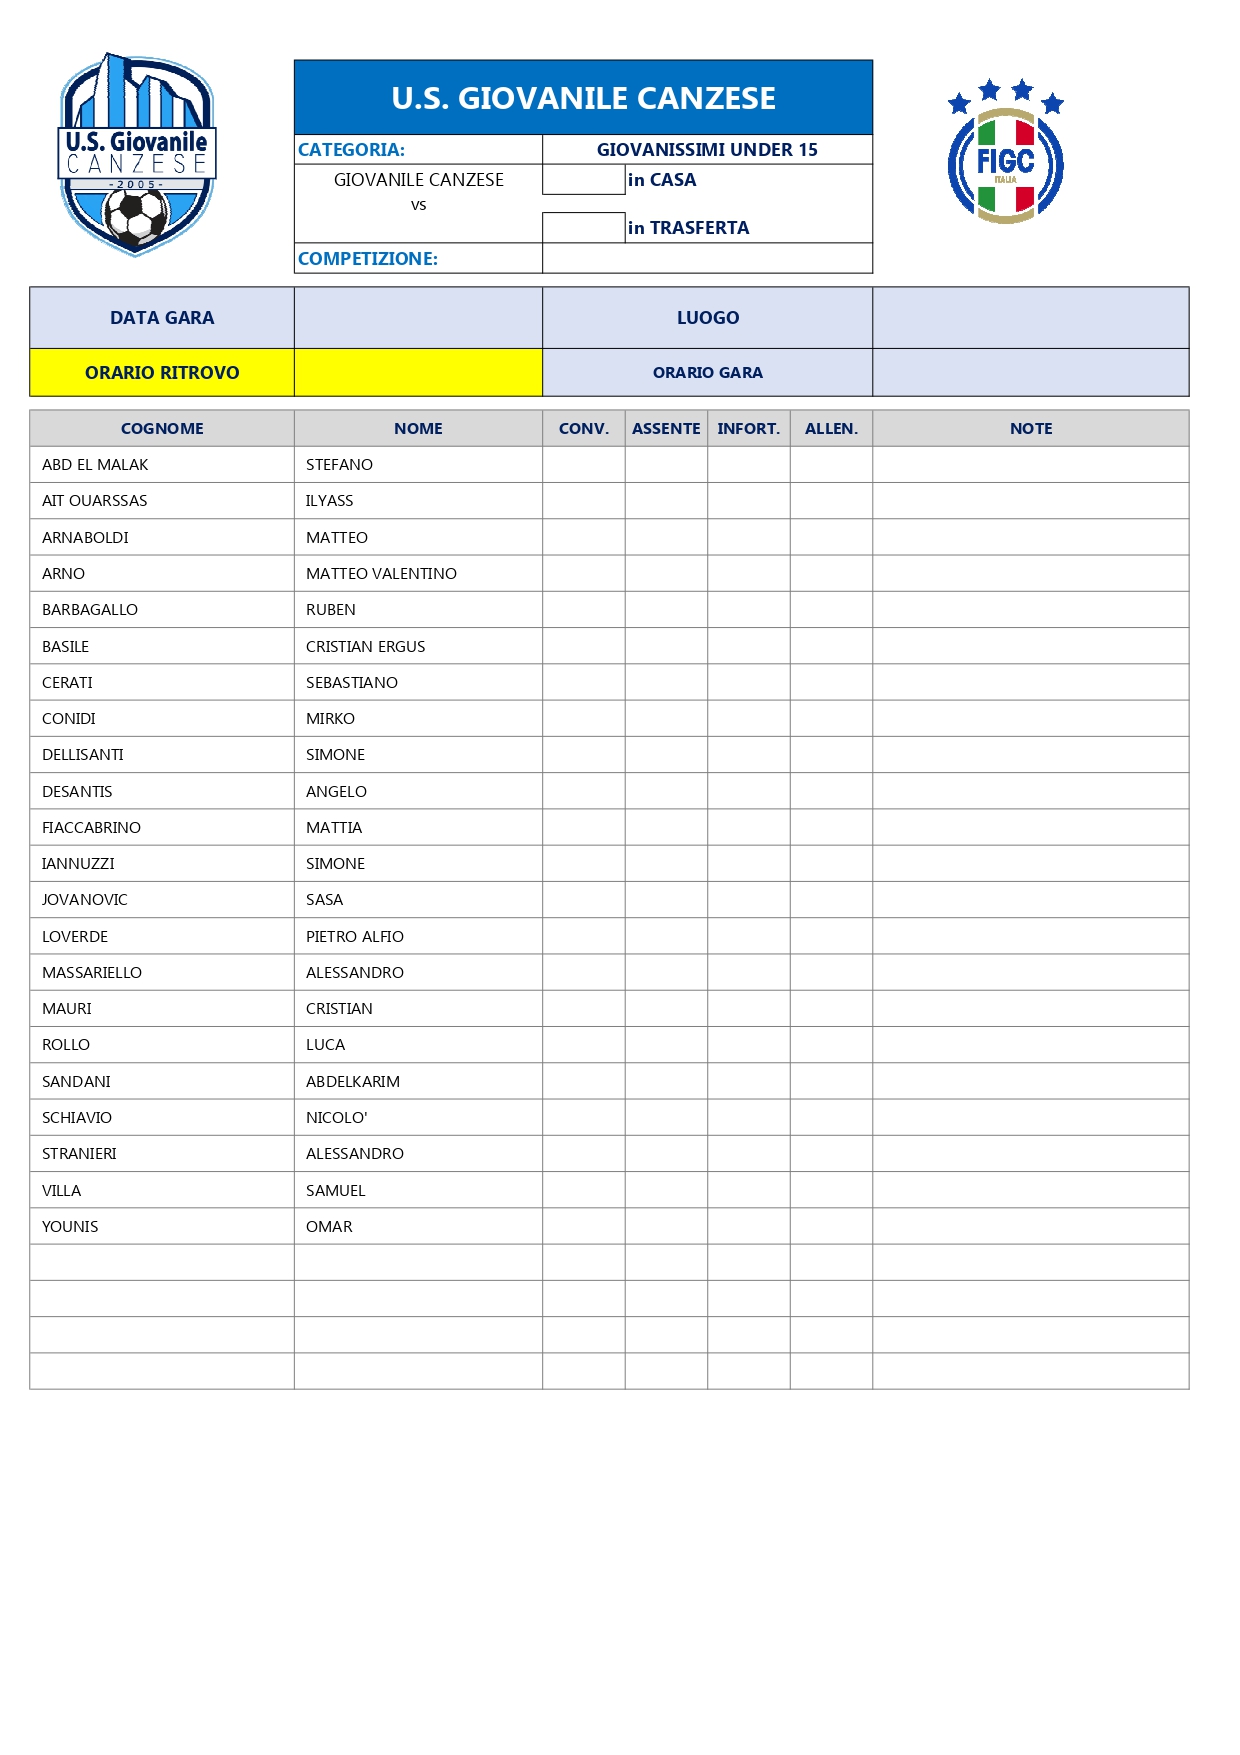 U.S. Giovanile
CANZESE
-2005-
U.S. GIOVANILE CANZESE
FIGC
ITALIA
CATEGORIA: GIOVANISSIMI UNDER 15
GIOVANILE CANZESE in CASA
vs
in TRASFERTA
COMPETIZIONE:
DATA GARA LUOGO
ORARIO RITROVO ORARIO GARA
COGNOME NOME CONV. ASSENTE INFORT. ALLEN. NOTE
ABD EL MALAK STEFANO
AIT OUARSSAS ILYASS
ARNABOLDI MATTEO
ARNO MATTEO VALENTINO
BARBAGALLO RUBEN
BASILE CRISTIAN ERGUS
CERATI SEBASTIANO
CONIDI MIRKO
DELLISANTI SIMONE
DESANTIS ANGELO
FIACCABRINO MATTIA
IANNUZZI SIMONE
JOVANOVIC SASA
LOVERDE PIETRO ALFIO
MASSARIELLO ALESSANDRO
MAURI CRISTIAN
ROLLO LUCA
SANDANI ABDELKARIM
SCHIAVIO NICOLO'
STRANIERI ALESSANDRO
VILLA SAMUEL
YOUNIS OMAR